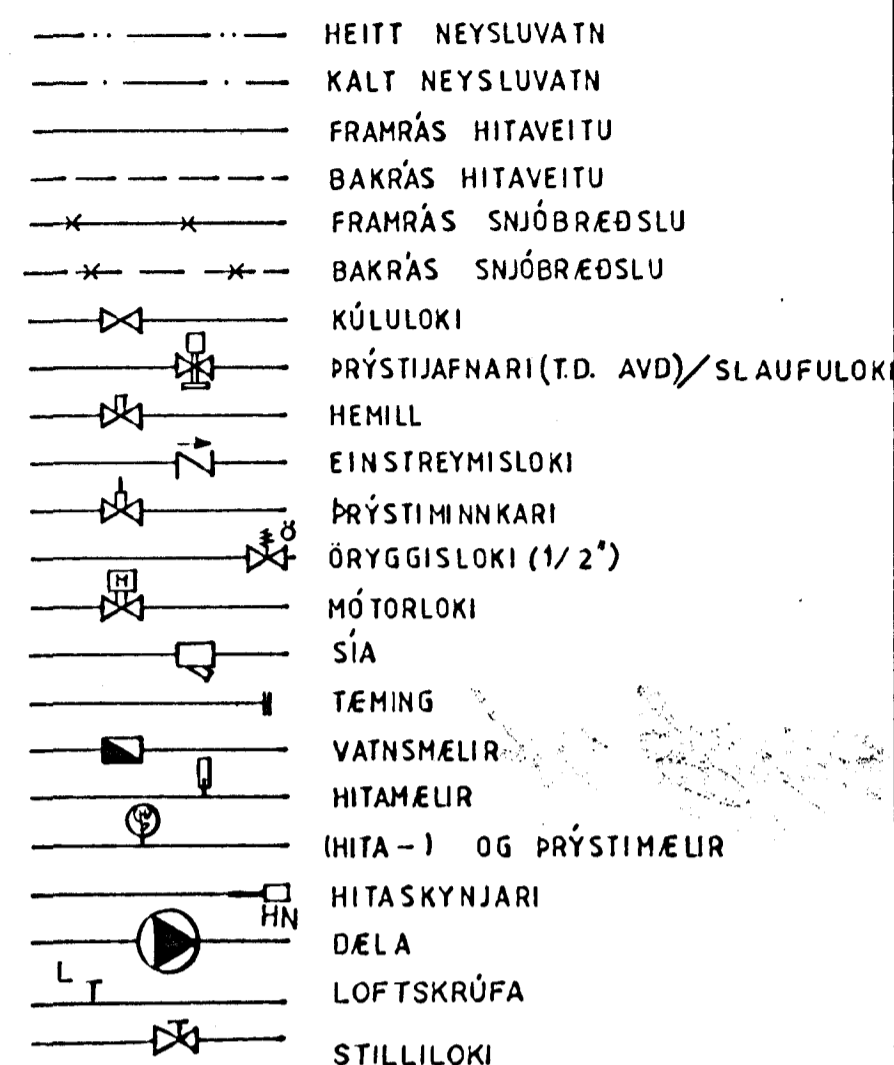 HEITT NEYSLUVATN
KALT NEYSLUVATN
FRAMRÁS HITAVEITU
BAKRÁS HITAVEITU
FRAMRÁS SNJÓBRÆÐSLU
BAKRÁS SNJÓBRÆÐSLU
KÚLULOKI
ÞRÝSTIJAFNARI (T.D. AVD)/SLAUFULOKI
HEMILL
EINSTREYMISLOKI
ÞRÝSTIMINNKARI
Ö ÖRYGGISLOKI (1/2")
M MÓTORLOKI
SÍA
TÆMING
VATNSMÆLIR
HITAMÆLIR
(HITA-) OG ÞRÝSTIMÆLIR
HITASKYNJARI
HN
DÆLA
L
LOFTSKRÚFA
STILLILOKI